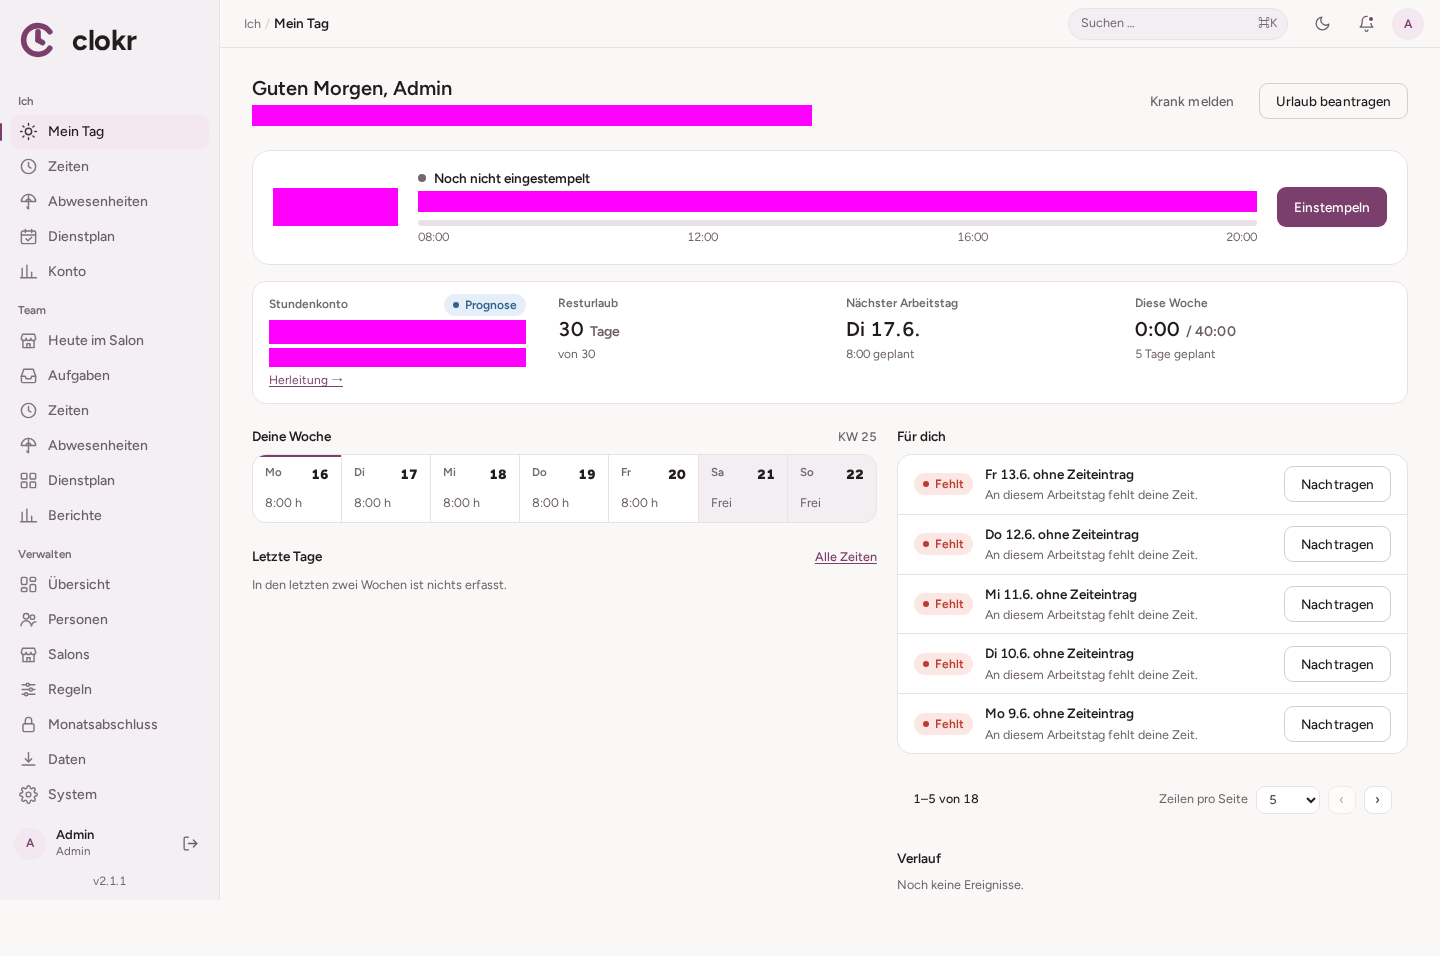 clokr
Ich
Mein Tag
Zeiten
Abwesenheiten
Dienstplan
Konto
Team
Heute im Salon
Aufgaben
Zeiten
Abwesenheiten
Dienstplan
Berichte
Verwalten
Übersicht
Personen
Salons
Regeln
Monatsabschluss
Daten
System
A
Admin
Admin
v2.1.1
Ich / Mein Tag
Suchen ...
⌘K
A
Guten Morgen, Admin
Krank melden
Urlaub beantragen
Noch nicht eingestempelt
08:00 12:00 16:00 20:00
Einstempeln
Stundenkonto
Prognose
Herleitung →
Resturlaub
30 Tage
von 30
Nächster Arbeitstag
Di 17.6.
8:00 geplant
Diese Woche
0:00 / 40:00
5 Tage geplant
Deine Woche
KW 25
Mo 16
8:00 h
Di 17
8:00 h
Mi 18
8:00 h
Do 19
8:00 h
Fr 20
8:00 h
Sa 21
Frei
So 22
Frei
Letzte Tage
Alle Zeiten
In den letzten zwei Wochen ist nichts erfasst.
Für dich
Fehlt
Fr 13.6. ohne Zeiteintrag
An diesem Arbeitstag fehlt deine Zeit.
Nachtragen
Fehlt
Do 12.6. ohne Zeiteintrag
An diesem Arbeitstag fehlt deine Zeit.
Nachtragen
Fehlt
Mi 11.6. ohne Zeiteintrag
An diesem Arbeitstag fehlt deine Zeit.
Nachtragen
Fehlt
Di 10.6. ohne Zeiteintrag
An diesem Arbeitstag fehlt deine Zeit.
Nachtragen
Fehlt
Mo 9.6. ohne Zeiteintrag
An diesem Arbeitstag fehlt deine Zeit.
Nachtragen
1–5 von 18
Zeilen pro Seite
5
‹
›
Verlauf
Noch keine Ereignisse.